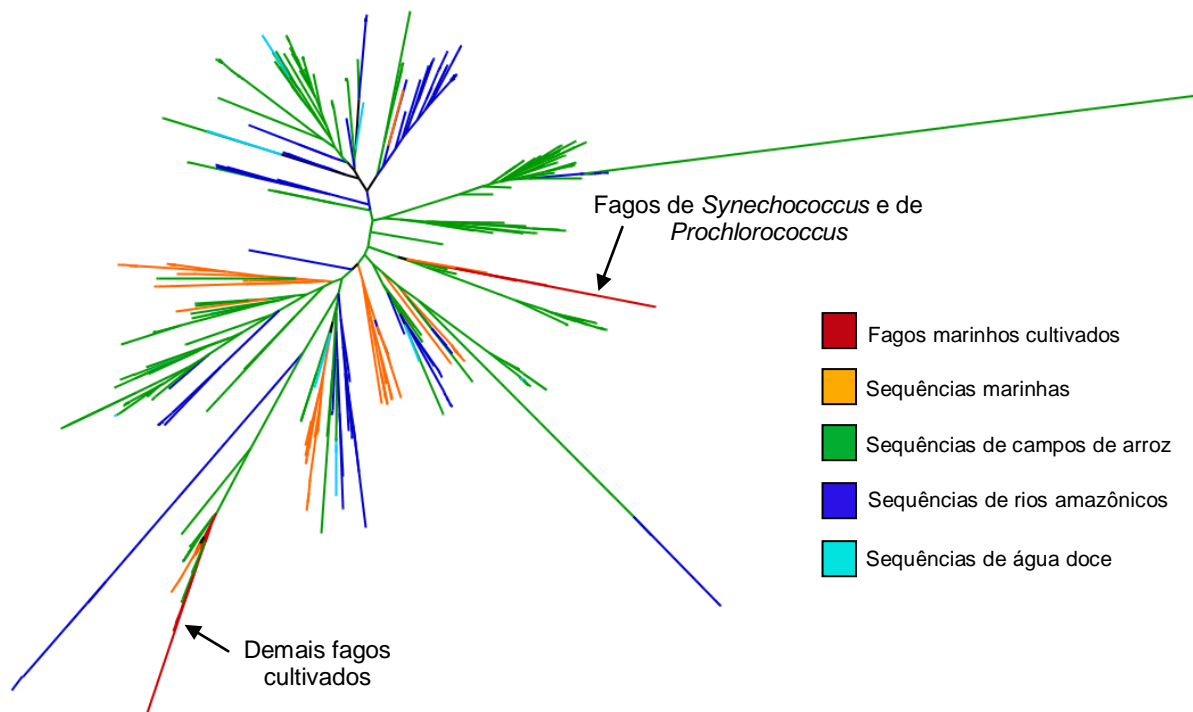 Fagos de Synechococcus e de
Prochlorococcus
Fagos marinhos cultivados
Sequências marinhas
Sequências de campos de arroz
Sequências de rios amazônicos
Sequências de água doce
Demais fagos
cultivados